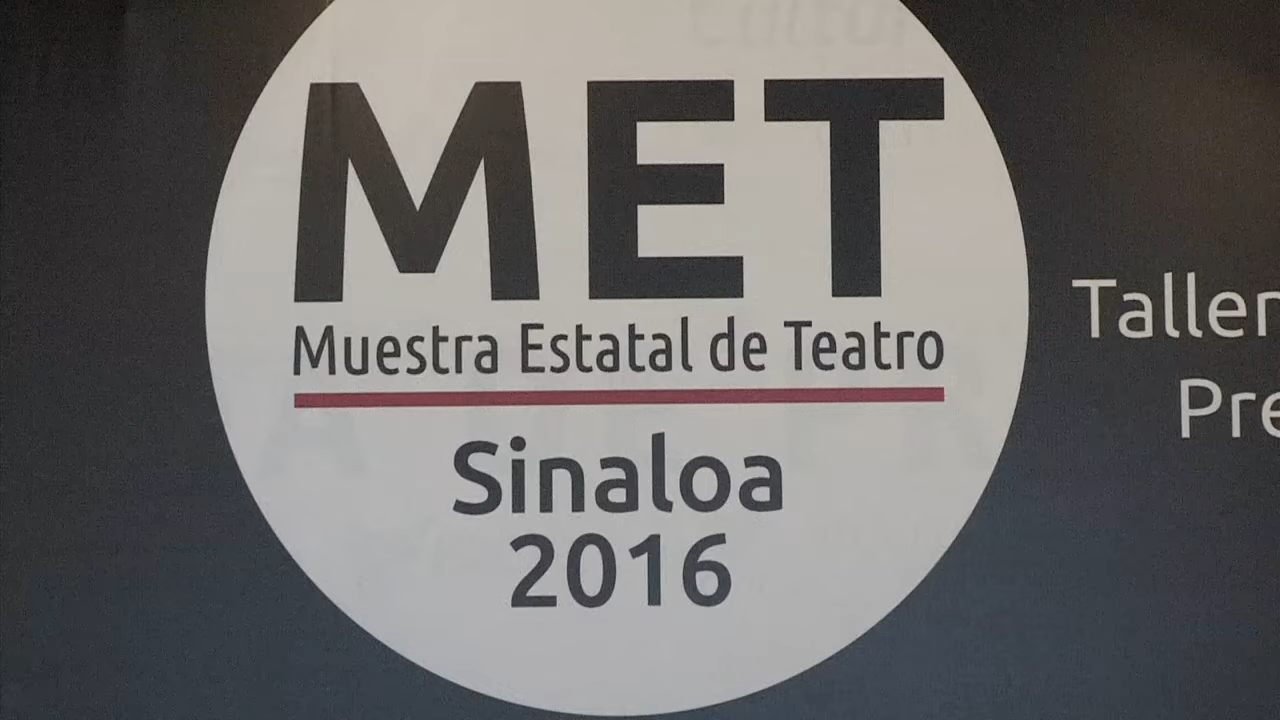 MET
Muestra Estatal de Teatro
Sinaloa
2016
Taller
Pre